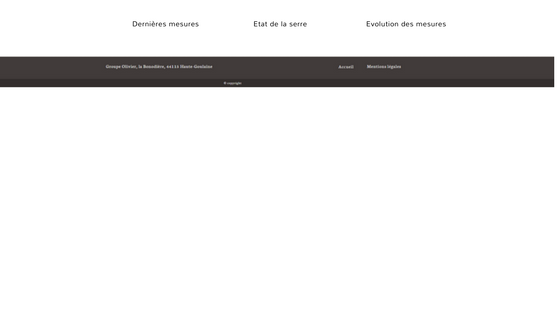 Dernières mesures Etat de la serre Evolution des mesures
Groupe Olivier, la Bouaudière, 44115 Haute-Goulaine Accueil Mentions légales
© copyright